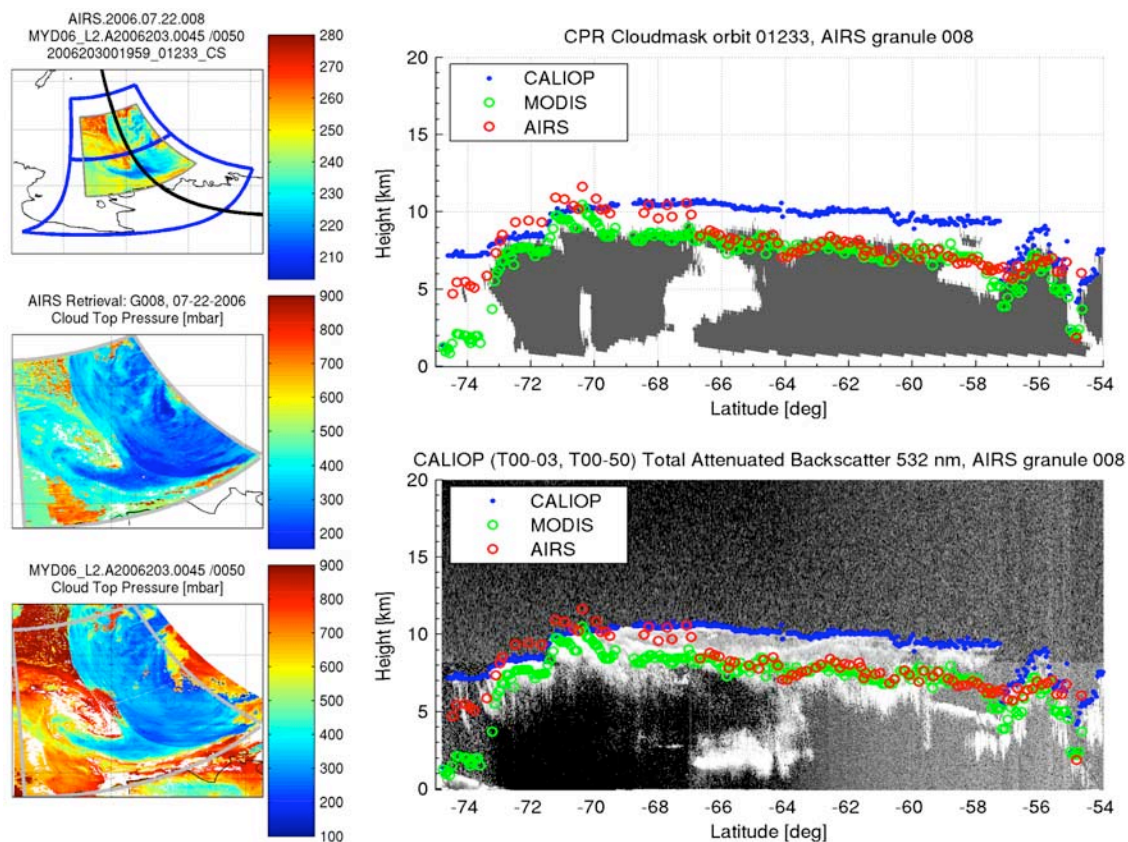 AIRS.2006.07.22.008
MYD06_L2.A2006203.0045 /0050
2006203001959_01233_CS
280
270
260
250
240
230
220
210
AIRS Retrieval: G008, 07-22-2006
Cloud Top Pressure [mbar]
900
800
700
600
500
400
300
200
MYD06_L2.A2006203.0045 /0050
Cloud Top Pressure [mbar]
900
800
700
600
500
400
300
200
100
CPR Cloudmask orbit 01233, AIRS granule 008
CALIOP
MODIS
AIRS
Height [km]
20
15
10
5
0
-74 -72 -70 -68 -66 -64 -62 -60 -58 -56 -54
Latitude [deg]
CALIOP (T00-03, T00-50) Total Attenuated Backscatter 532 nm, AIRS granule 008
CALIOP
MODIS
AIRS
Height [km]
20
15
10
5
0
-74 -72 -70 -68 -66 -64 -62 -60 -58 -56 -54
Latitude [deg]